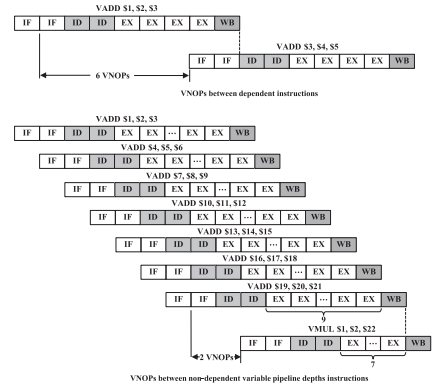 VADD $1, $2, $3
IF IF ID ID EX EX EX EX WB
VADD $3, $4, $5
IF IF ID ID EX EX EX EX WB
6 VNOPs
VNOPs between dependent instructions
VADD $1, $2, $3
IF IF ID ID EX EX ... EX EX WB
VADD $4, $5, $6
IF IF ID ID EX EX ... EX EX WB
VADD $7, $8, $9
IF IF ID ID EX EX ... EX EX WB
VADD $10, $11, $12
IF IF ID ID EX EX ... EX EX WB
VADD $13, $14, $15
IF IF ID ID EX EX ... EX EX WB
VADD $16, $17, $18
IF IF ID ID EX EX ... EX EX WB
VADD $19, $20, $21
IF IF ID ID EX EX ... EX EX WB
9
VMUL $1, $2, $22
2 VNOPs
IF IF ID ID EX ... EX WB
7
VNOPs between non-dependent variable pipeline depths instructions